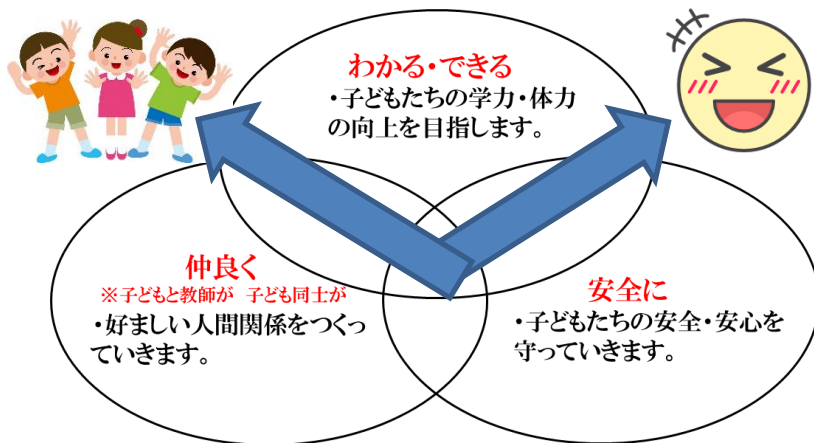 わかる・できる
・子どもたちの学力・体力
の向上を目指します。
仲良く
※子どもと教師が 子ども同士が
・好ましい人間関係をつくっ
ていきます。
安全に
・子どもたちの安全・安心を
守っていきます。